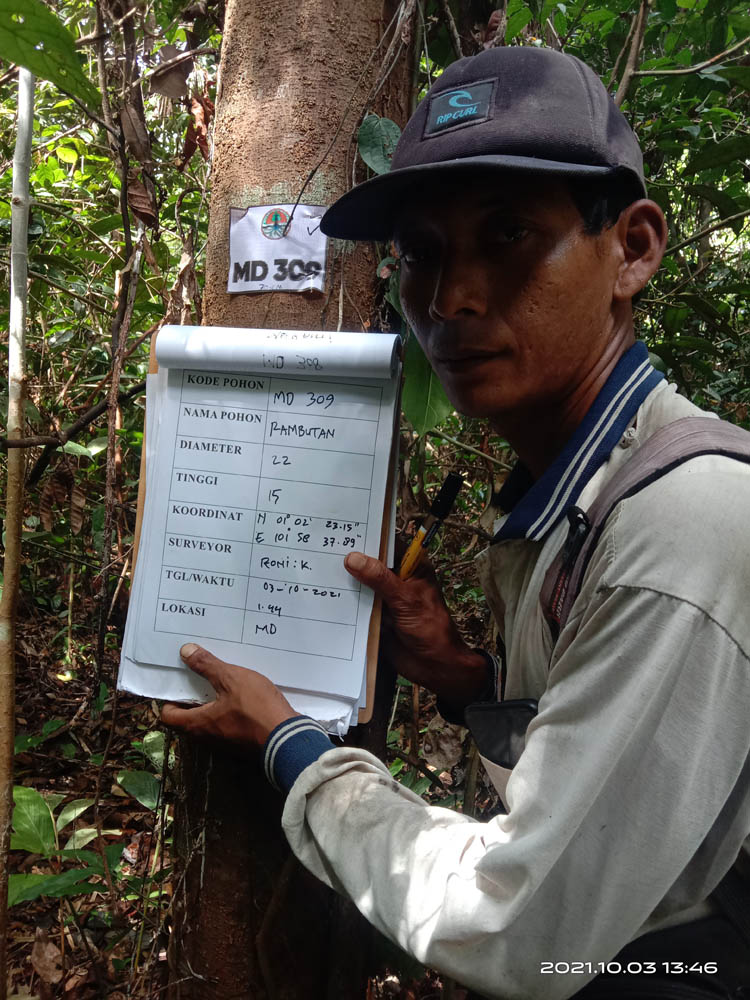 RIP CURL
MD 309
MD 308
KODE POHON MD 309
NAMA POHON RAMBUTAN
DIAMETER 22
TINGGI 15
KOORDINAT N 01° 02' 23.15"
E 101° 58 37.89"
SURVEYOR RONI : K.
TGL/WAKTU 03-10-2021
1.44
LOKASI MD
2021.10.03 13:46